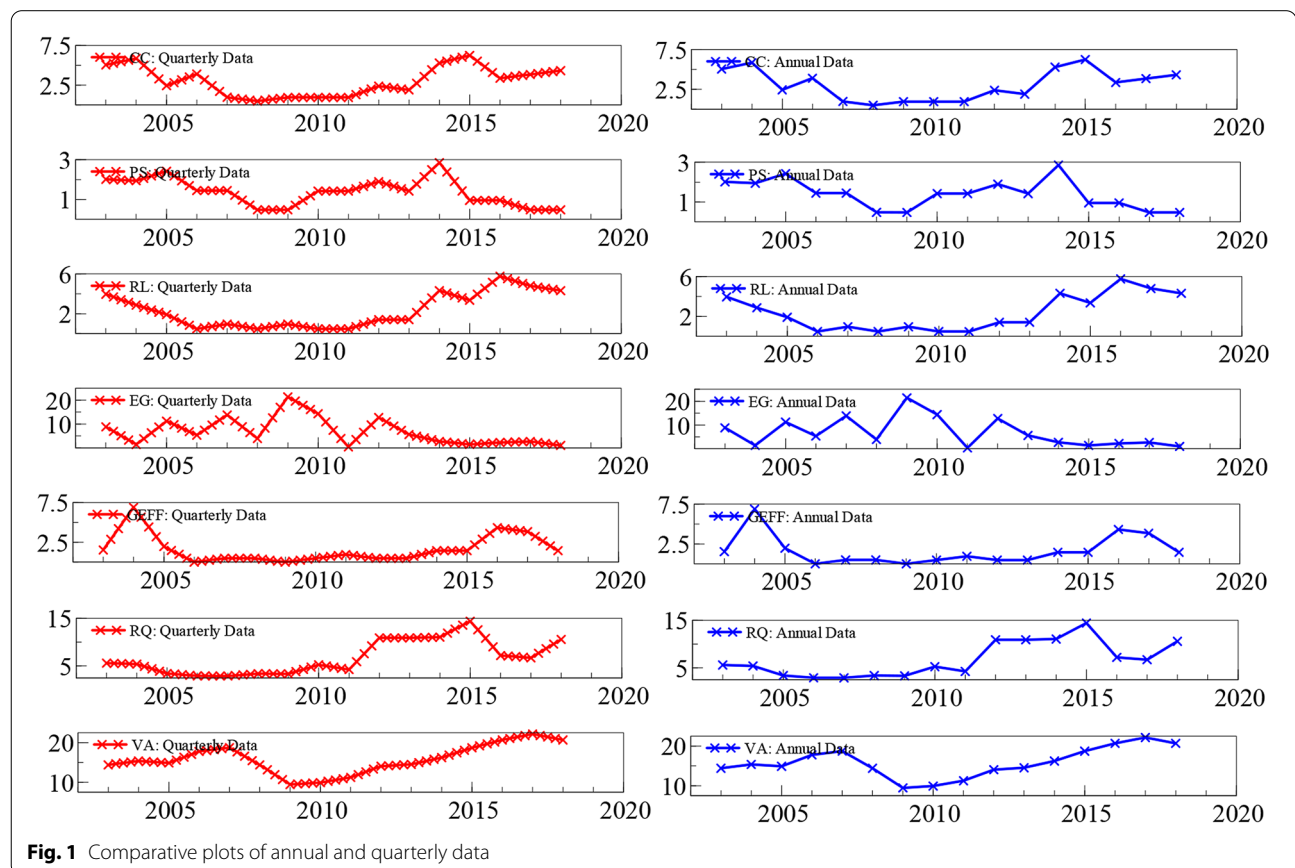 7.5 CC: Quarterly Data
2.5
2005 2010 2015 2020
7.5 CC: Annual Data
2.5
2005 2010 2015 2020
3 PS: Quarterly Data
1
2005 2010 2015 2020
3 PS: Annual Data
1
2005 2010 2015 2020
6 RL: Quarterly Data
2
2005 2010 2015 2020
6 RL: Annual Data
2
2005 2010 2015 2020
20 EG: Quarterly Data
10
2005 2010 2015 2020
20 EG: Annual Data
10
2005 2010 2015 2020
7.5 GEFF: Quarterly Data
2.5
2005 2010 2015 2020
7.5 GEFF: Annual Data
2.5
2005 2010 2015 2020
15 RQ: Quarterly Data
5
2005 2010 2015 2020
15 RQ: Annual Data
5
2005 2010 2015 2020
20 VA: Quarterly Data
10
2005 2010 2015 2020
20 VA: Annual Data
10
2005 2010 2015 2020
Fig. 1 Comparative plots of annual and quarterly data